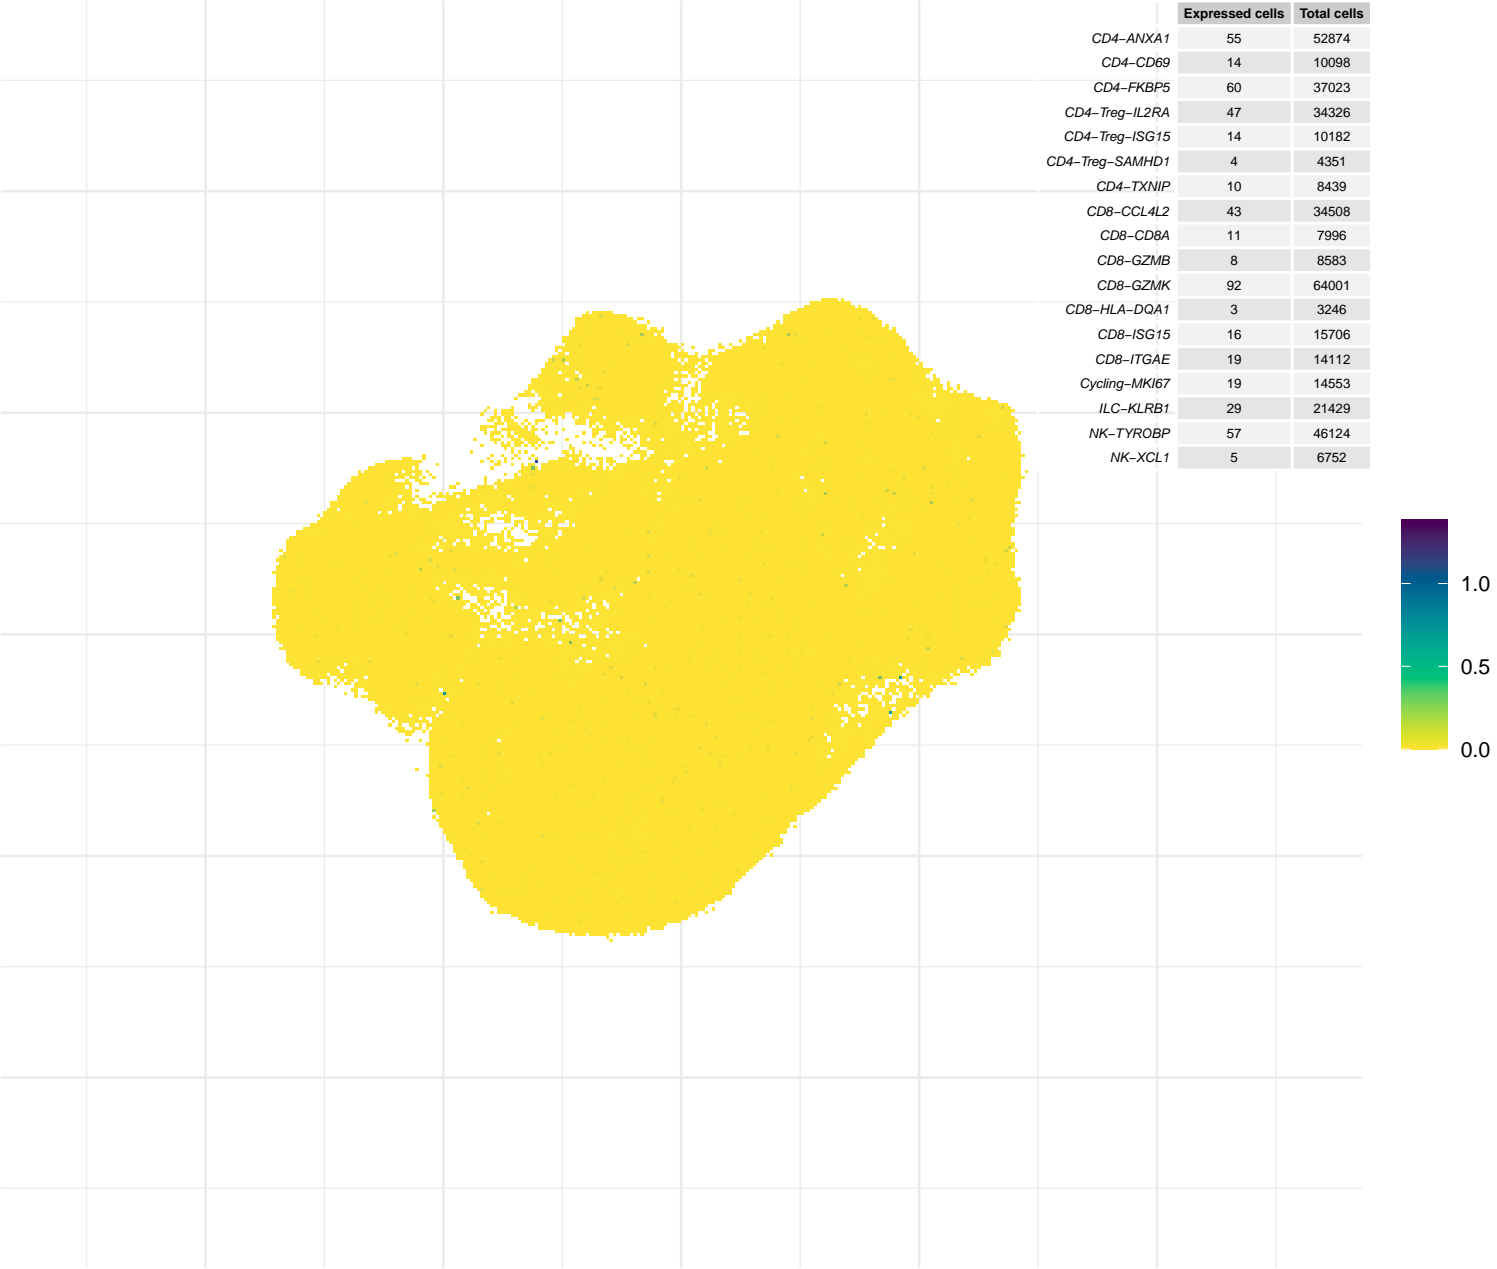 Expressed cells Total cells
CD4−ANXA1 55 52874
CD4−CD69 14 10098
CD4−FKBP5 60 37023
CD4−Treg−IL2RA 47 34326
CD4−Treg−ISG15 14 10182
CD4−Treg−SAMHD1 4 4351
CD4−TXNIP 10 8439
CD8−CCL4L2 43 34508
CD8−CD8A 11 7996
CD8−GZMB 8 8583
CD8−GZMK 92 64001
CD8−HLA−DQA1 3 3246
CD8−ISG15 16 15706
CD8−ITGAE 19 14112
Cycling−MKI67 19 14553
ILC−KLRB1 29 21429
NK−TYROBP 57 46124
NK−XCL1 5 6752
1.0
0.5
0.0